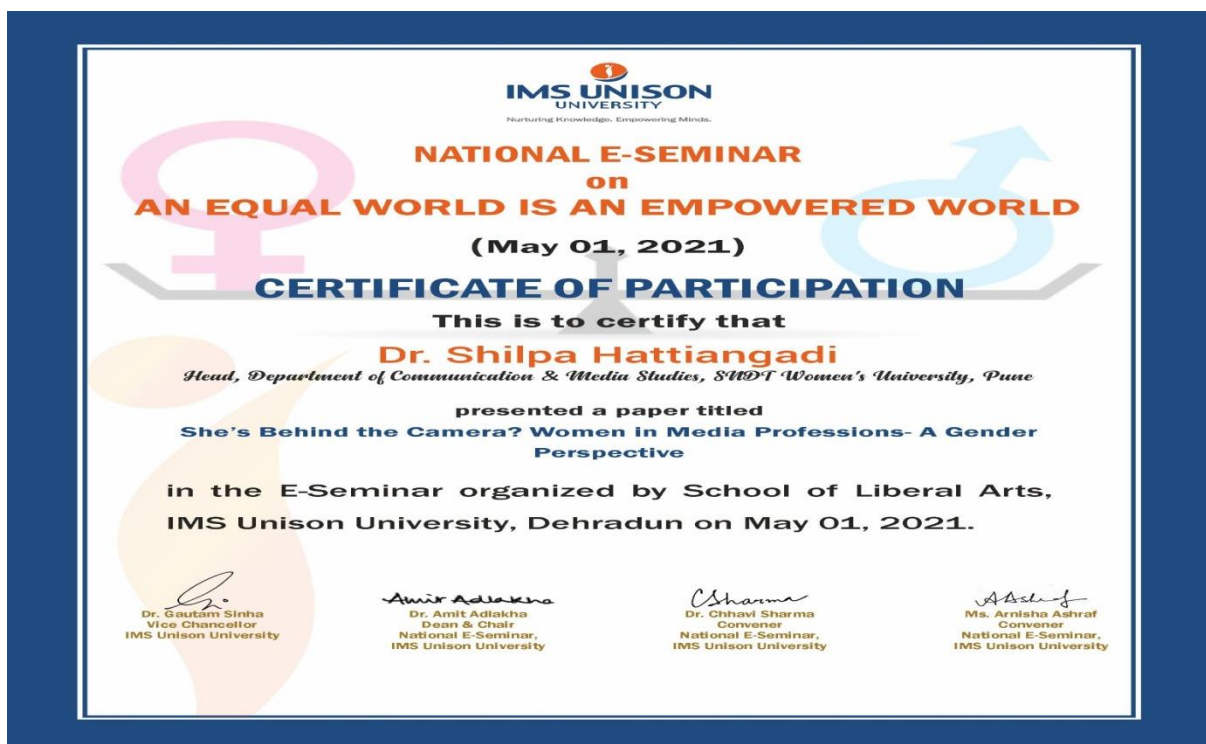 IMS UNISON
UNIVERSITY
Nurturing Knowledge. Empowering Minds.
NATIONAL E-SEMINAR
on
AN EQUAL WORLD IS AN EMPOWERED WORLD
(May 01, 2021)
CERTIFICATE OF PARTICIPATION
This is to certify that
Dr. Shilpa Hattiangadi
Head, Department of Communication & Media Studies, SNDT Women's University, Pune
presented a paper titled
She's Behind the Camera? Women in Media Professions- A Gender
Perspective
in the E-Seminar organized by School of Liberal Arts,
IMS Unison University, Dehradun on May 01, 2021.
Amit Adlakha
CSharma
AAshraf
Dr. Gautam Sinha
Vice Chancellor
IMS Unison University
Dr. Amit Adlakha
Dean & Chair
National E-Seminar,
IMS Unison University
Dr. Chhavi Sharma
Convener
National E-Seminar,
IMS Unison University
Ms. Arnisha Ashraf
Convener
National E-Seminar,
IMS Unison University